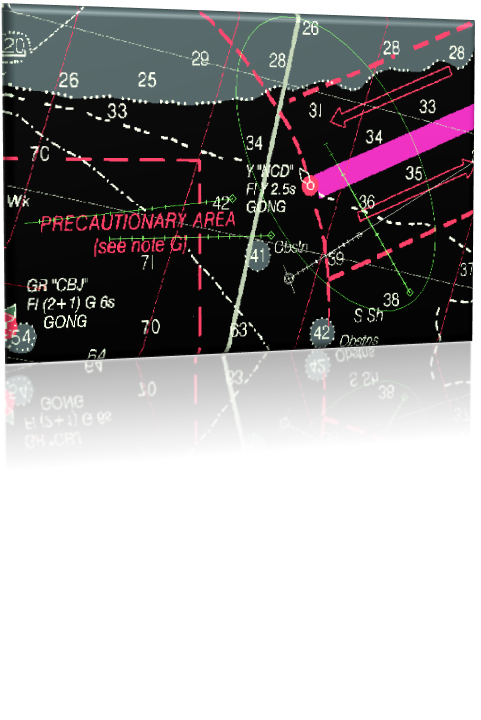 26
20
29
28
28
28
26
25
33
31
33
34
34
70
Y "NCD"
Fl Y 2.5s
GONG
35
36
Wk
42
PRECAUTIONARY AREA
(see note G)
41
Obstn
39
71
37
GR "CBJ"
Fl (2+1) G 6s
GONG
38
S Sh
54
70
63
42
Obstns
64